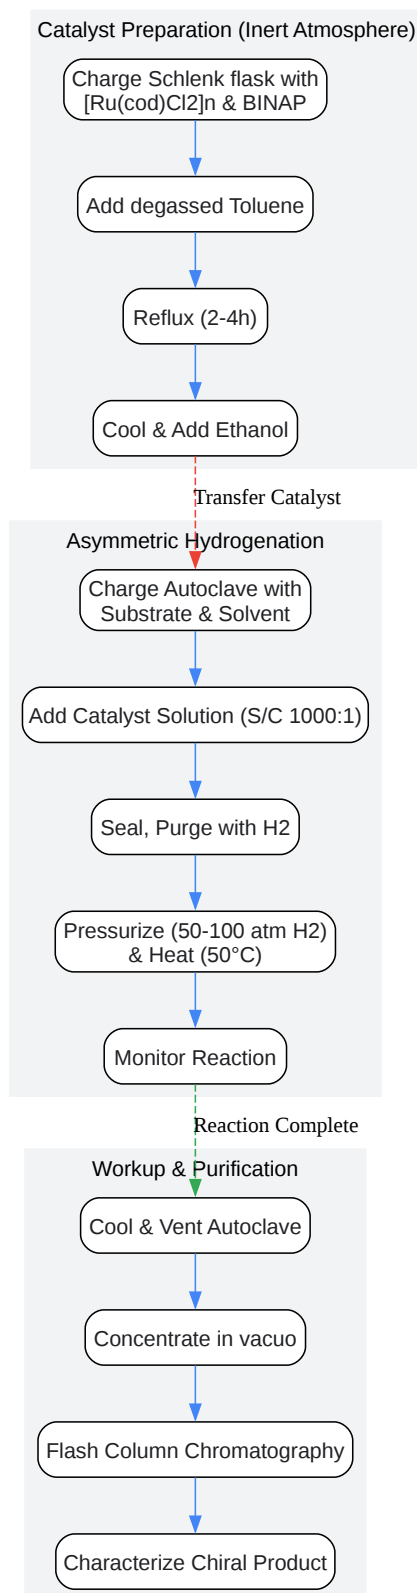 Catalyst Preparation (Inert Atmosphere)
Charge Schlenk flask with
[Ru(cod)Cl2]n & BINAP
Add degassed Toluene
Reflux (2-4h)
Cool & Add Ethanol
Transfer Catalyst
Asymmetric Hydrogenation
Charge Autoclave with
Substrate & Solvent
Add Catalyst Solution (S/C 1000:1)
Seal, Purge with H2
Pressurize (50-100 atm H2)
& Heat (50°C)
Monitor Reaction
Reaction Complete
Workup & Purification
Cool & Vent Autoclave
Concentrate in vacuo
Flash Column Chromatography
Characterize Chiral Product